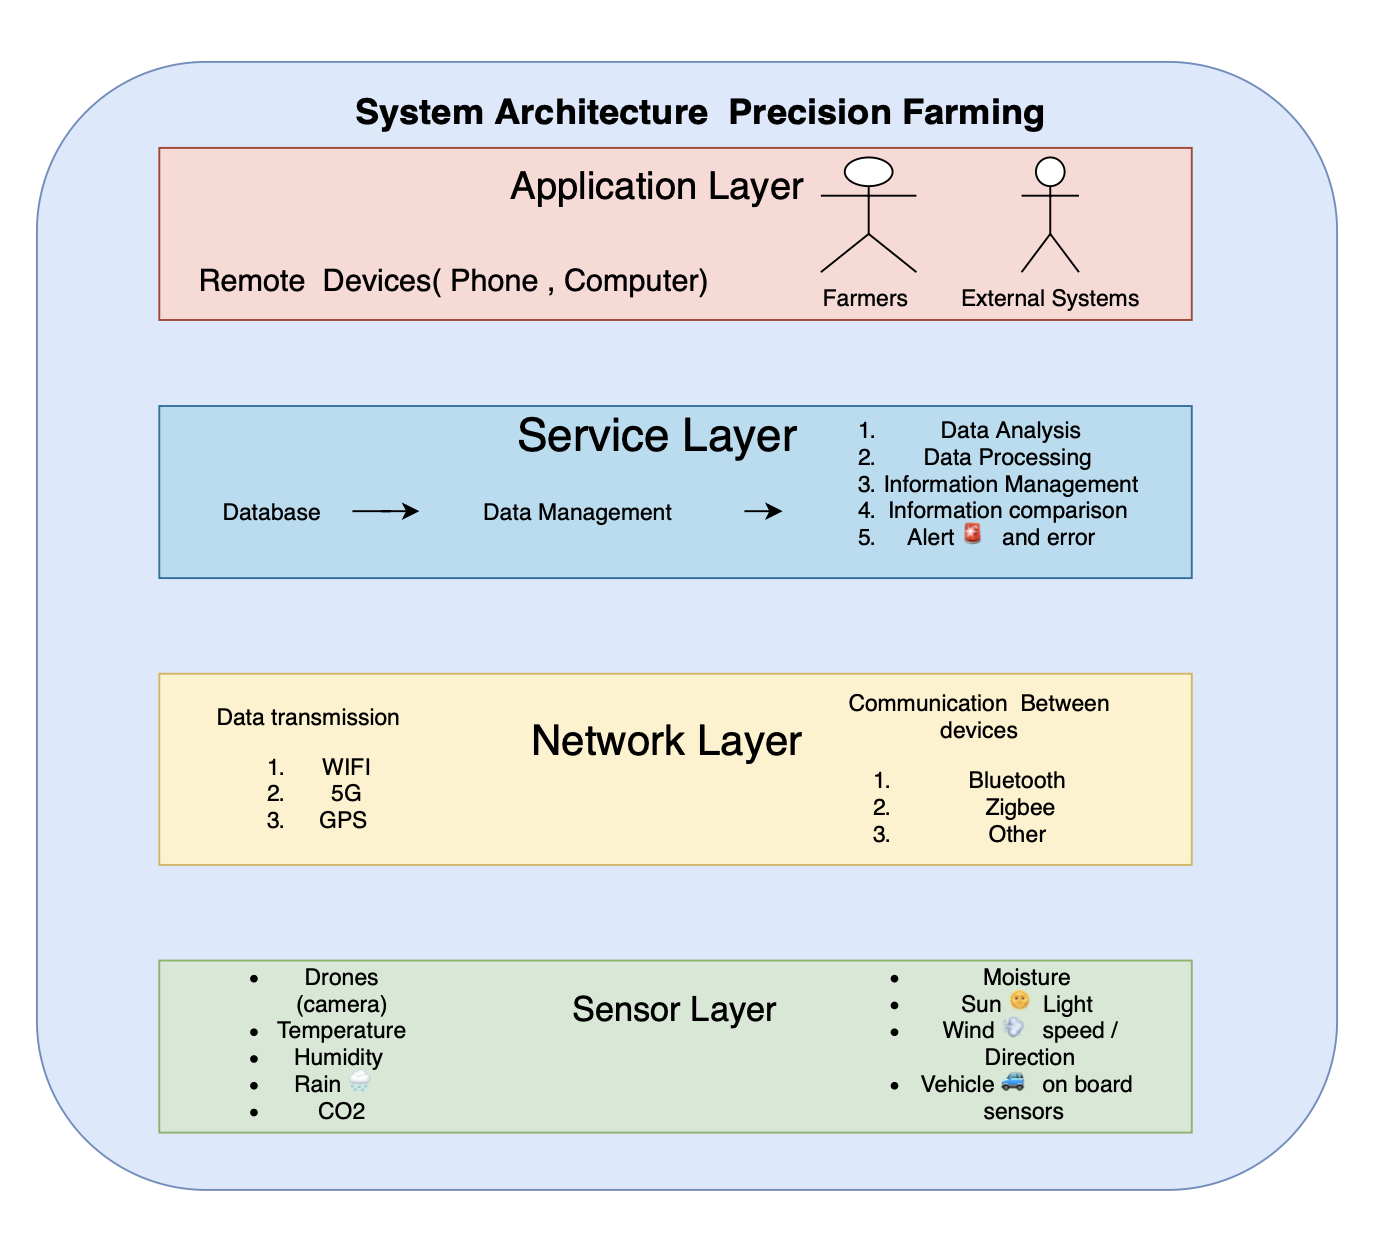 System Architecture  Precision Farming
Application Layer
Remote  Devices( Phone , Computer)
Farmers
External Systems
Service Layer
Database
Data Management
1. Data Analysis
2. Data Processing
3. Information Management
4. Information comparison
5. Alert 🚨 and error
Network Layer
Data transmission
1. WIFI
2. 5G
3. GPS
Communication  Between
devices
1. Bluetooth
2. Zigbee
3. Other
Sensor Layer
• Drones
(camera)
• Temperature
• Humidity
• Rain 🌧️
• CO2
• Moisture
• Sun 🌞 Light
• Wind 💨 speed /
Direction
• Vehicle 🚙 on board
sensors